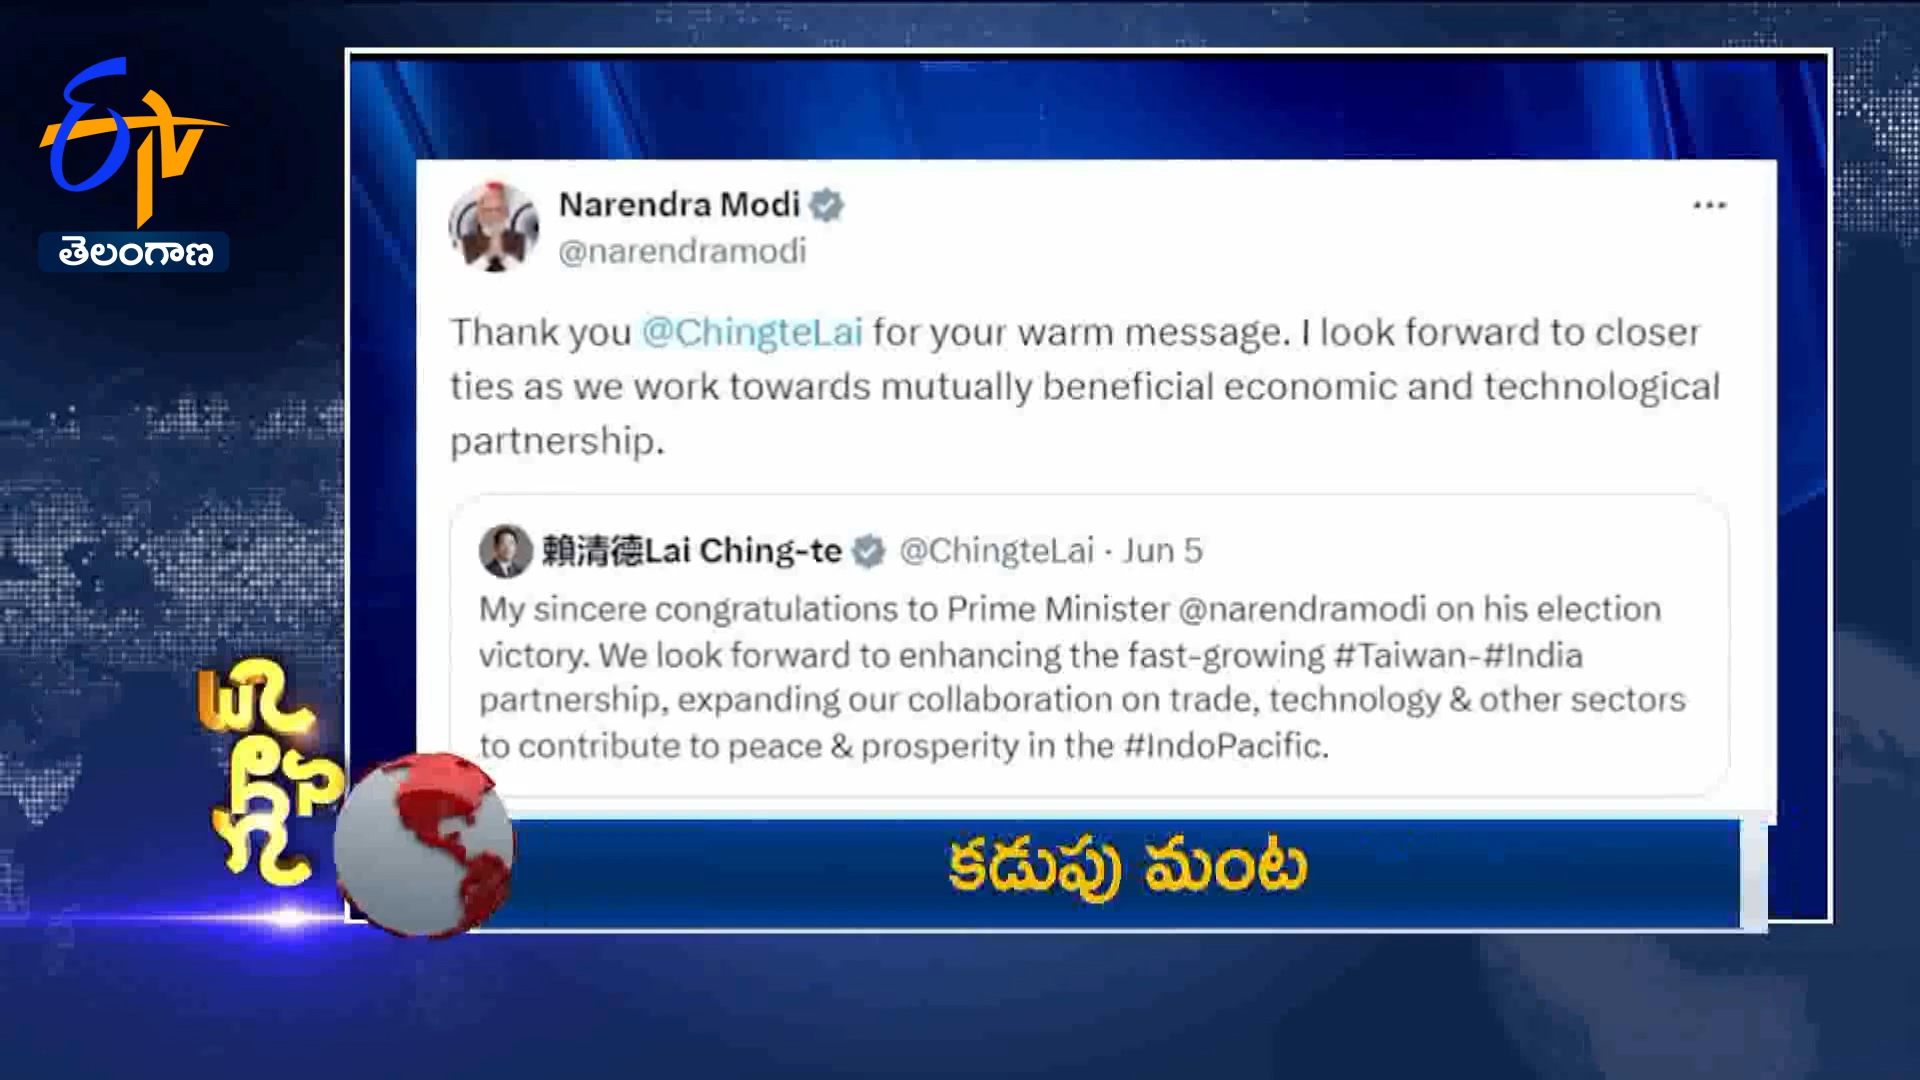 ETV
తెలంగాణ
Narendra Modi
@narendramodi
Thank you @ChingteLai for your warm message. I look forward to closer
ties as we work towards mutually beneficial economic and technological
partnership.
賴清德Lai Ching-te @ChingteLai · Jun 5
My sincere congratulations to Prime Minister @narendramodi on his election
victory. We look forward to enhancing the fast-growing #Taiwan-#India
partnership, expanding our collaboration on trade, technology & other sectors
to contribute to peace & prosperity in the #IndoPacific.
కడుపు మంట